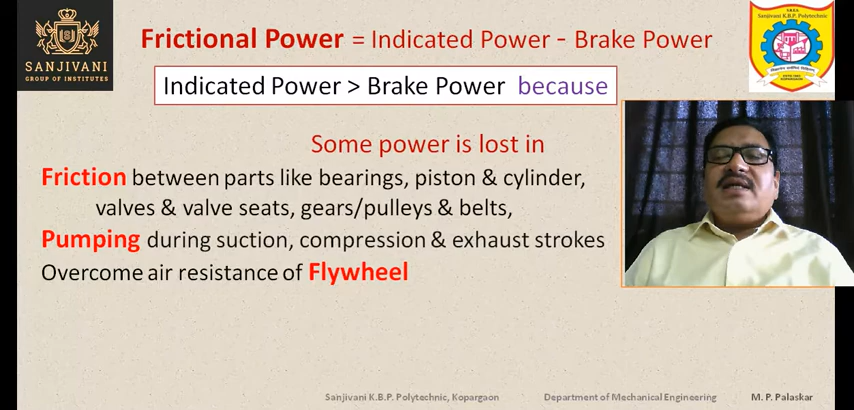 SANJIVANI
GROUP OF INSTITUTES
Frictional Power = Indicated Power - Brake Power
Sanjivani K.B.P. Polytechnic
Indicated Power > Brake Power because
Some power is lost in
Friction between parts like bearings, piston & cylinder,
valves & valve seats, gears/pulleys & belts,
Pumping during suction, compression & exhaust strokes
Overcome air resistance of Flywheel
Sanjivani K.B.P. Polytechnic, Kopargaon Department of Mechanical Engineering M. P. Palaskar